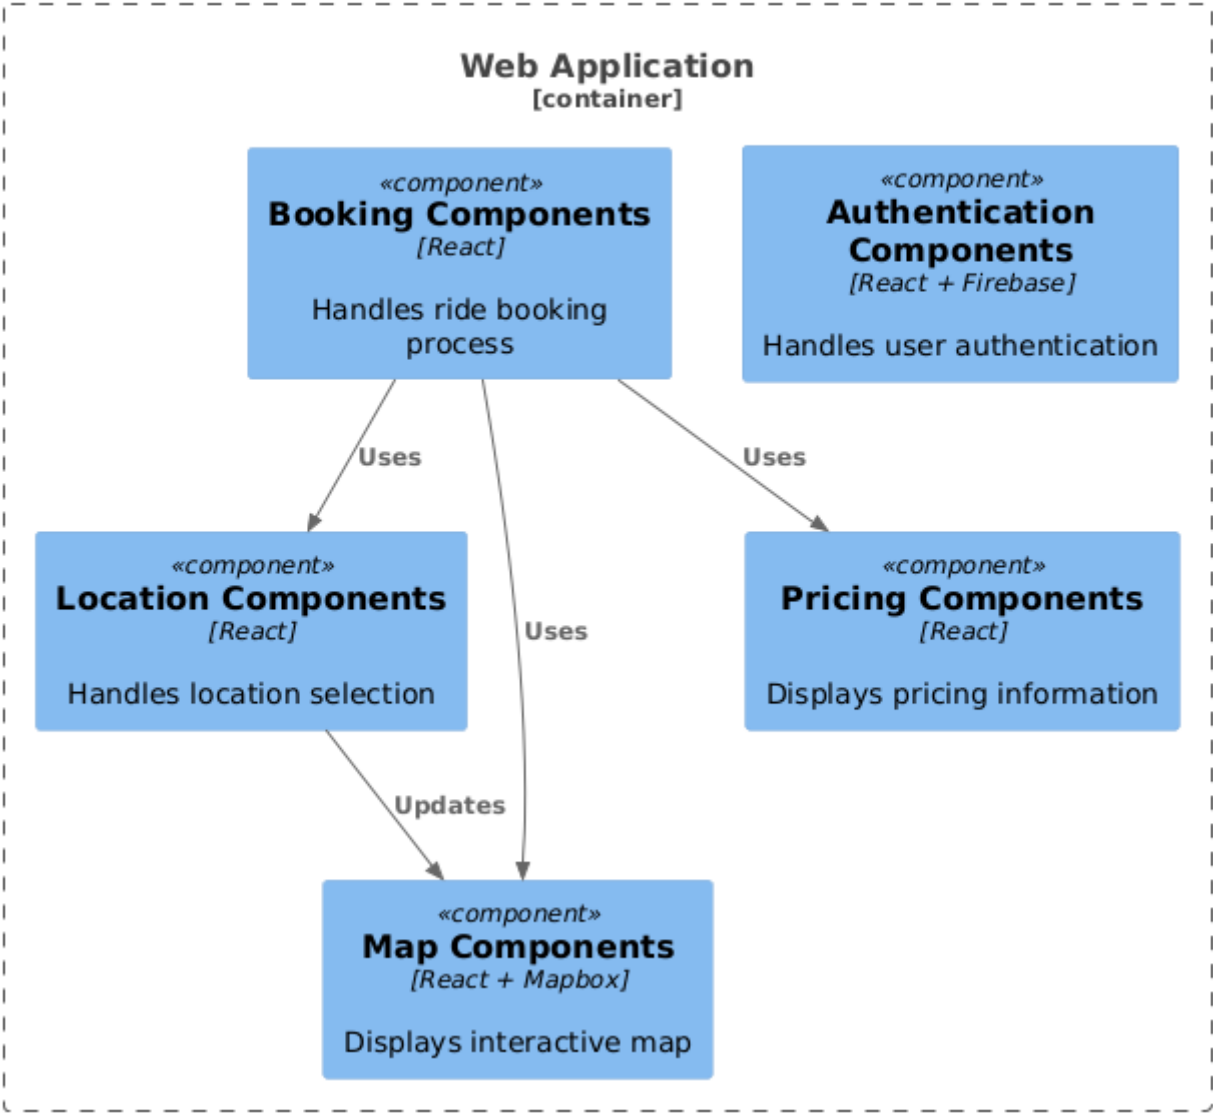 Web Application
[container]
«component»
Booking Components
[React]
Handles ride booking
process
«component»
Authentication
Components
[React + Firebase]
Handles user authentication
Uses
Uses
«component»
Location Components
[React]
Handles location selection
Uses
«component»
Pricing Components
[React]
Displays pricing information
Updates
«component»
Map Components
[React + Mapbox]
Displays interactive map